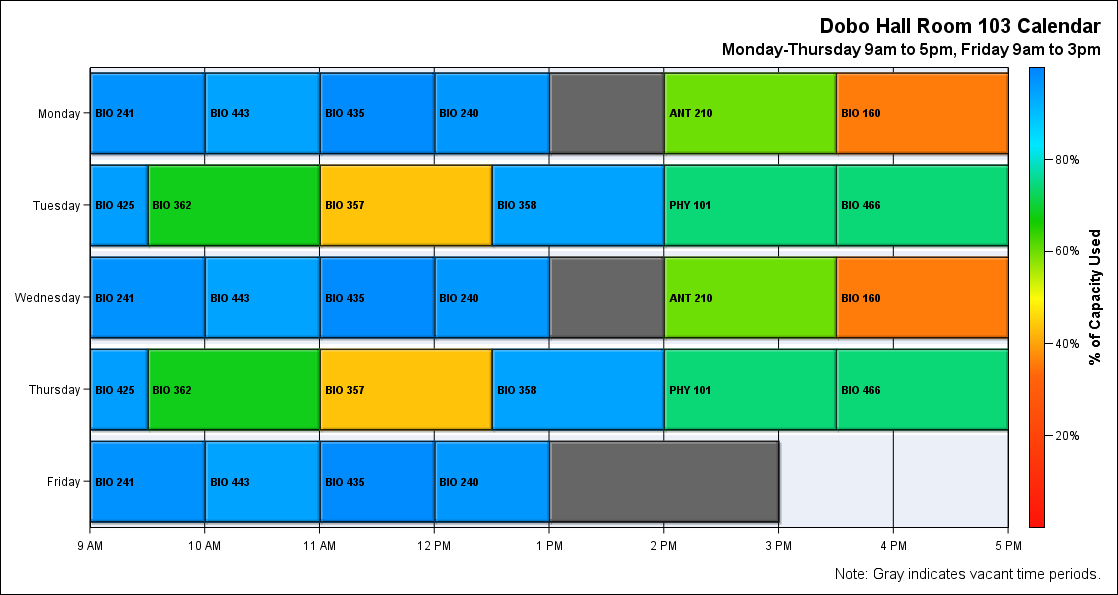 Dobo Hall Room 103 Calendar
Monday-Thursday 9am to 5pm, Friday 9am to 3pm
Monday
BIO 241
BIO 443
BIO 435
BIO 240
ANT 210
BIO 160
Tuesday
BIO 425
BIO 362
BIO 357
BIO 358
PHY 101
BIO 466
Wednesday
BIO 241
BIO 443
BIO 435
BIO 240
ANT 210
BIO 160
Thursday
BIO 425
BIO 362
BIO 357
BIO 358
PHY 101
BIO 466
Friday
BIO 241
BIO 443
BIO 435
BIO 240
9 AM
10 AM
11 AM
12 PM
1 PM
2 PM
3 PM
4 PM
5 PM
80%
60%
40%
20%
% of Capacity Used
Note: Gray indicates vacant time periods.